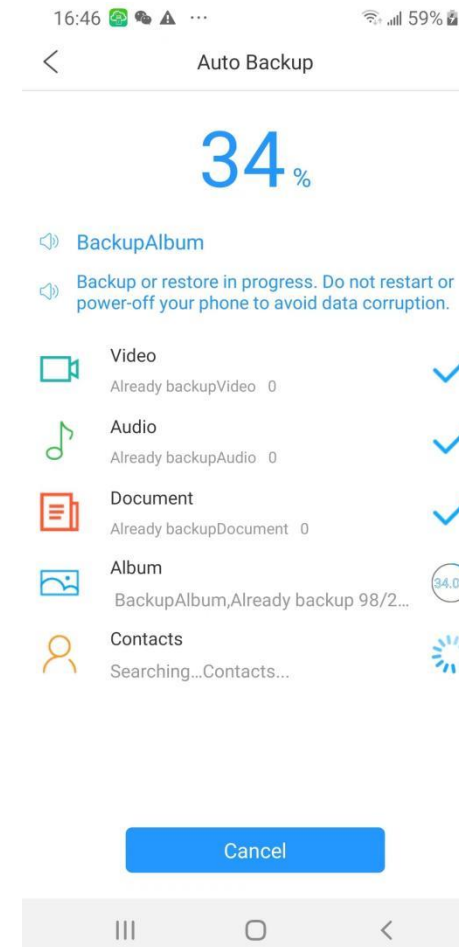 16:46 ... 59%
Auto Backup
34 %
BackupAlbum
Backup or restore in progress. Do not restart or
power-off your phone to avoid data corruption.
Video
Already backupVideo 0
Audio
Already backupAudio 0
Document
Already backupDocument 0
Album
BackupAlbum,Already backup 98/2...
34.0
Contacts
Searching...Contacts...
Cancel